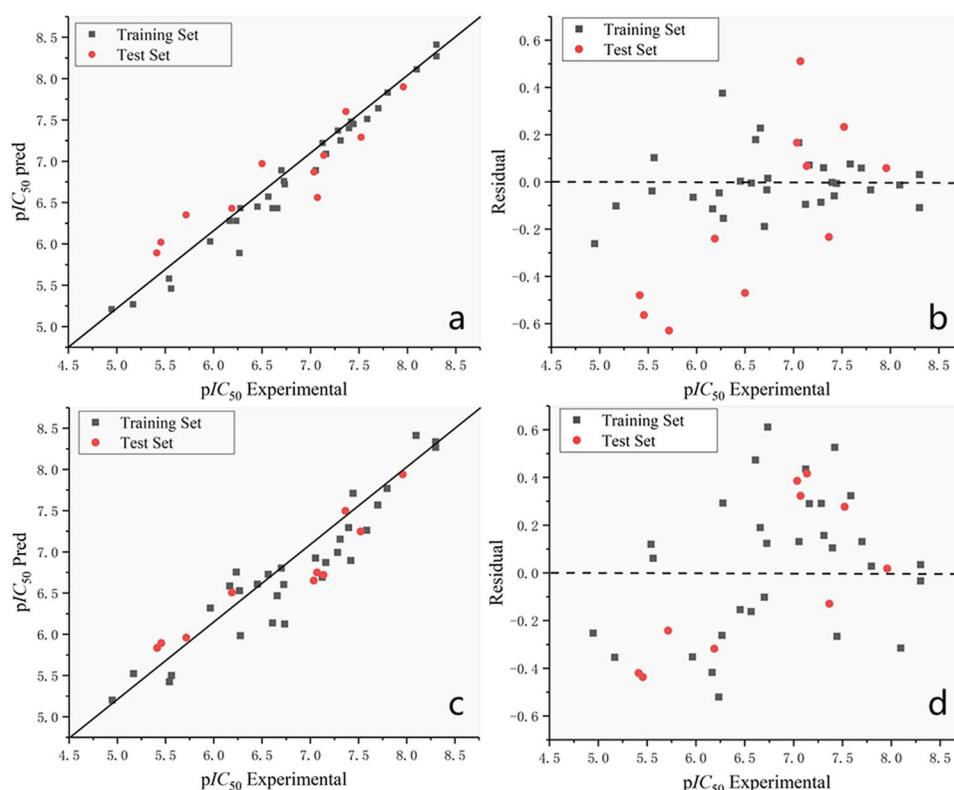 8.5
8.0
7.5
7.0
6.5
6.0
5.5
5.0
pIC50 pred
Training Set
Test Set
a
4.5 5.0 5.5 6.0 6.5 7.0 7.5 8.0 8.5
pIC50 Experimental
0.6
0.4
0.2
0.0
-0.2
-0.4
-0.6
Residual
Training Set
Test Set
b
4.5 5.0 5.5 6.0 6.5 7.0 7.5 8.0 8.5
pIC50 Experimental
8.5
8.0
7.5
7.0
6.5
6.0
5.5
5.0
pIC50 Pred
Training Set
Test Set
c
4.5 5.0 5.5 6.0 6.5 7.0 7.5 8.0 8.5
pIC50 Experimental
0.6
0.4
0.2
0.0
-0.2
-0.4
-0.6
Residual
Training Set
Test Set
d
4.5 5.0 5.5 6.0 6.5 7.0 7.5 8.0 8.5
pIC50 Experimental